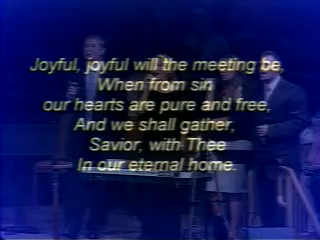 Joyful, joyful will the meeting be,
When from sin
our hearts are pure and free,
And we shall gather,
Savior, with Thee
In our eternal home.